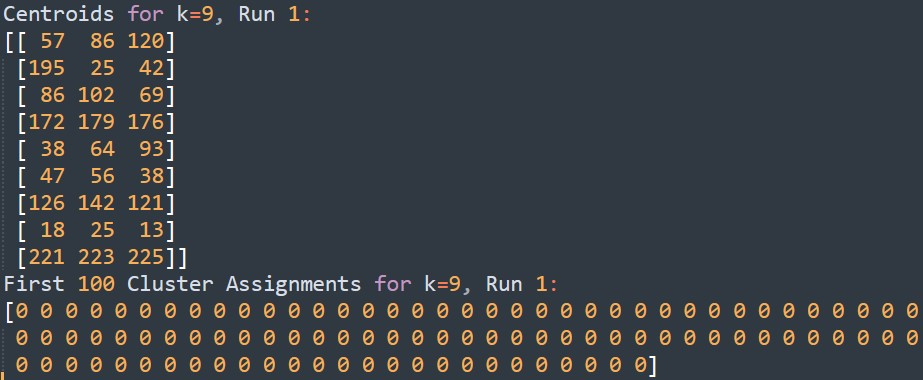 Centroids for k=9, Run 1:
[[ 57  86 120]
 [195  25  42]
 [ 86 102  69]
 [172 179 176]
 [ 38  64  93]
 [ 47  56  38]
 [126 142 121]
 [ 18  25  13]
 [221 223 225]]
First 100 Cluster Assignments for k=9, Run 1:
[0 0 0 0 0 0 0 0 0 0 0 0 0 0 0 0 0 0 0 0 0 0 0 0 0 0 0 0 0 0 0 0 0 0 0 0 0
 0 0 0 0 0 0 0 0 0 0 0 0 0 0 0 0 0 0 0 0 0 0 0 0 0 0 0 0 0 0 0 0 0 0 0 0 0
 0 0 0 0 0 0 0 0 0 0 0 0 0 0 0 0 0 0 0 0 0 0 0 0 0 0]